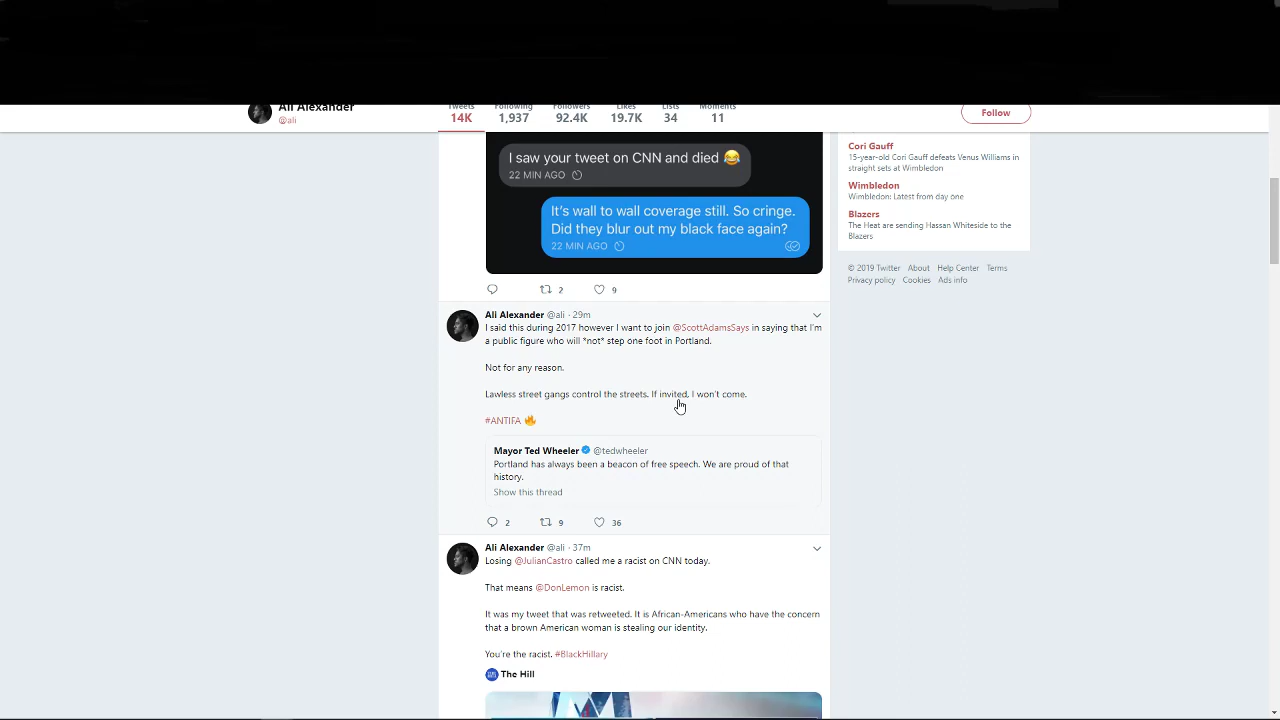 Ali Alexander
@ali
Tweets Following Followers Likes Lists Moments
14K 1,937 92.4K 19.7K 34 11
Follow
I saw your tweet on CNN and died 😂
22 MIN AGO
It's wall to wall coverage still. So cringe.
Did they blur out my black face again?
22 MIN AGO
2 9
Ali Alexander @ali · 29m
I said this during 2017 however I want to join @ScottAdamsSays in saying that I'm
a public figure who will *not* step one foot in Portland.
Not for any reason.
Lawless street gangs control the streets. If invited, I won't come.
#ANTIFA 🔥
Mayor Ted Wheeler @tedwheeler
Portland has always been a beacon of free speech. We are proud of that
history.
Show this thread
2 9 36
Ali Alexander @ali · 37m
Losing @JulianCastro called me a racist on CNN today.
That means @DonLemon is racist.
It was my tweet that was retweeted. It is African-Americans who have the concern
that a brown American woman is stealing our identity.
You're the racist. #BlackHillary
The Hill
Cori Gauff
15-year-old Cori Gauff defeats Venus Williams in
straight sets at Wimbledon
Wimbledon
Wimbledon: Latest from day one
Blazers
The Heat are sending Hassan Whiteside to the
Blazers
© 2019 Twitter About Help Center Terms
Privacy policy Cookies Ads info